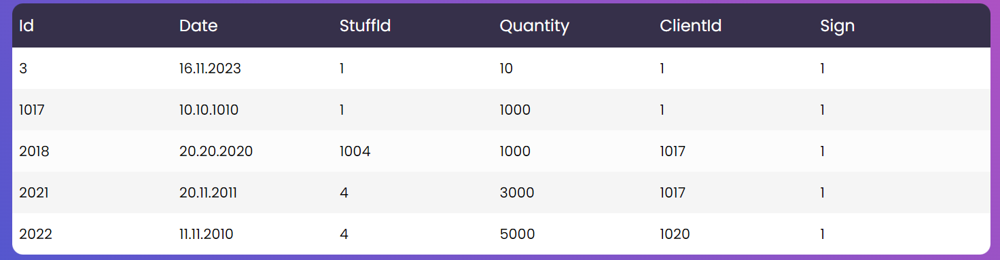 Id Date StuffId Quantity ClientId Sign
3 16.11.2023 1 10 1 1
1017 10.10.1010 1 1000 1 1
2018 20.20.2020 1004 1000 1017 1
2021 20.11.2011 4 3000 1017 1
2022 11.11.2010 4 5000 1020 1